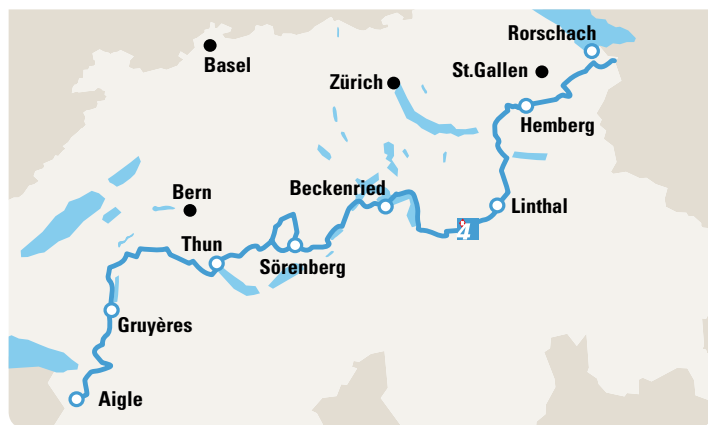 Rorschach
Basel
St.Gallen
Zürich
Hemberg
Bern
Beckenried
Linthal
4
Thun
Sörenberg
Gruyères
Aigle